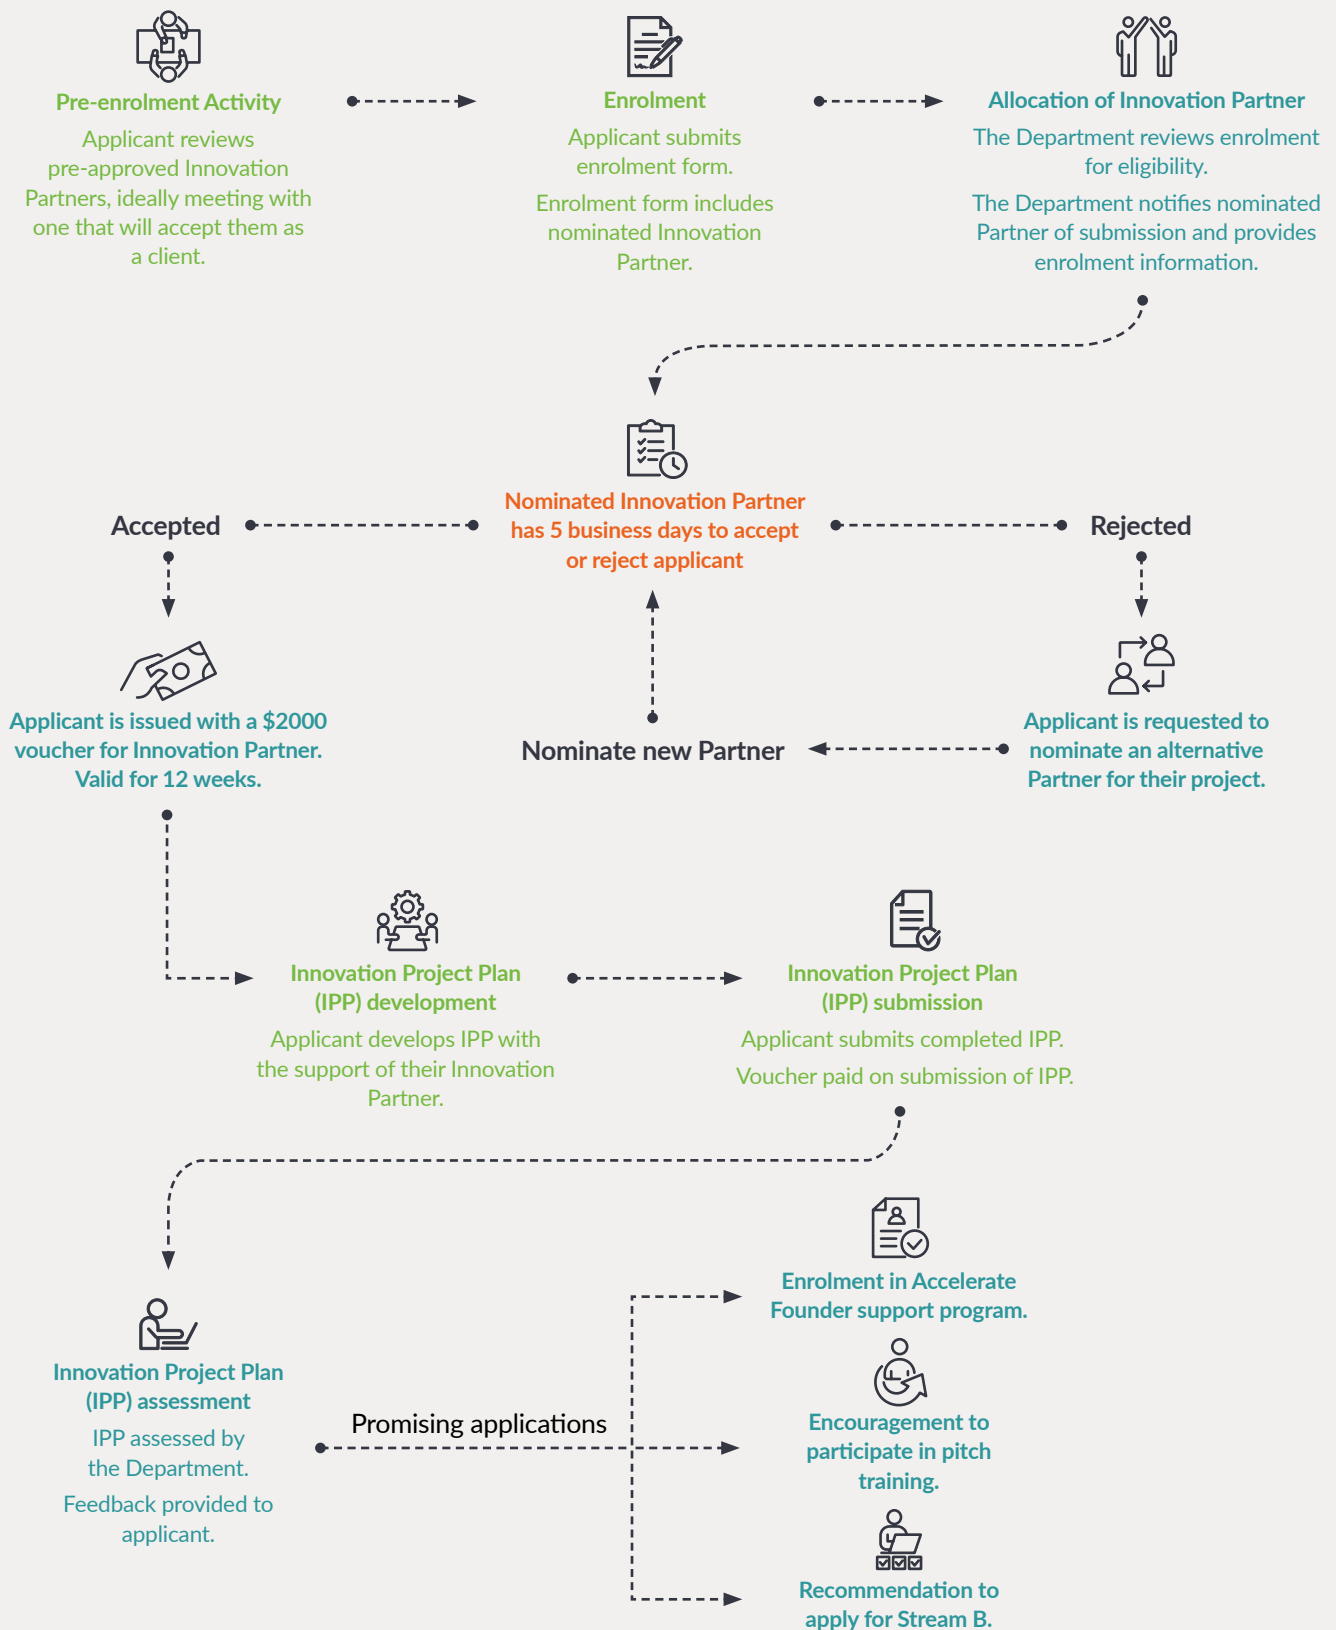 Pre-enrolment Activity
Applicant reviews
pre-approved Innovation
Partners, ideally meeting with
one that will accept them as
a client.
Enrolment
Applicant submits
enrolment form.
Enrolment form includes
nominated Innovation
Partner.
Allocation of Innovation Partner
The Department reviews enrolment
for eligibility.
The Department notifies nominated
Partner of submission and provides
enrolment information.
Nominated Innovation Partner
has 5 business days to accept
or reject applicant
Accepted
Rejected
Applicant is issued with a $2000
voucher for Innovation Partner.
Valid for 12 weeks.
Nominate new Partner
Applicant is requested to
nominate an alternative
Partner for their project.
Innovation Project Plan
(IPP) development
Applicant develops IPP with
the support of their Innovation
Partner.
Innovation Project Plan
(IPP) submission
Applicant submits completed IPP.
Voucher paid on submission of IPP.
Innovation Project Plan
(IPP) assessment
IPP assessed by
the Department.
Feedback provided to
applicant.
Promising applications
Enrolment in Accelerate
Founder support program.
Encouragement to
participate in pitch
training.
Recommendation to
apply for Stream B.